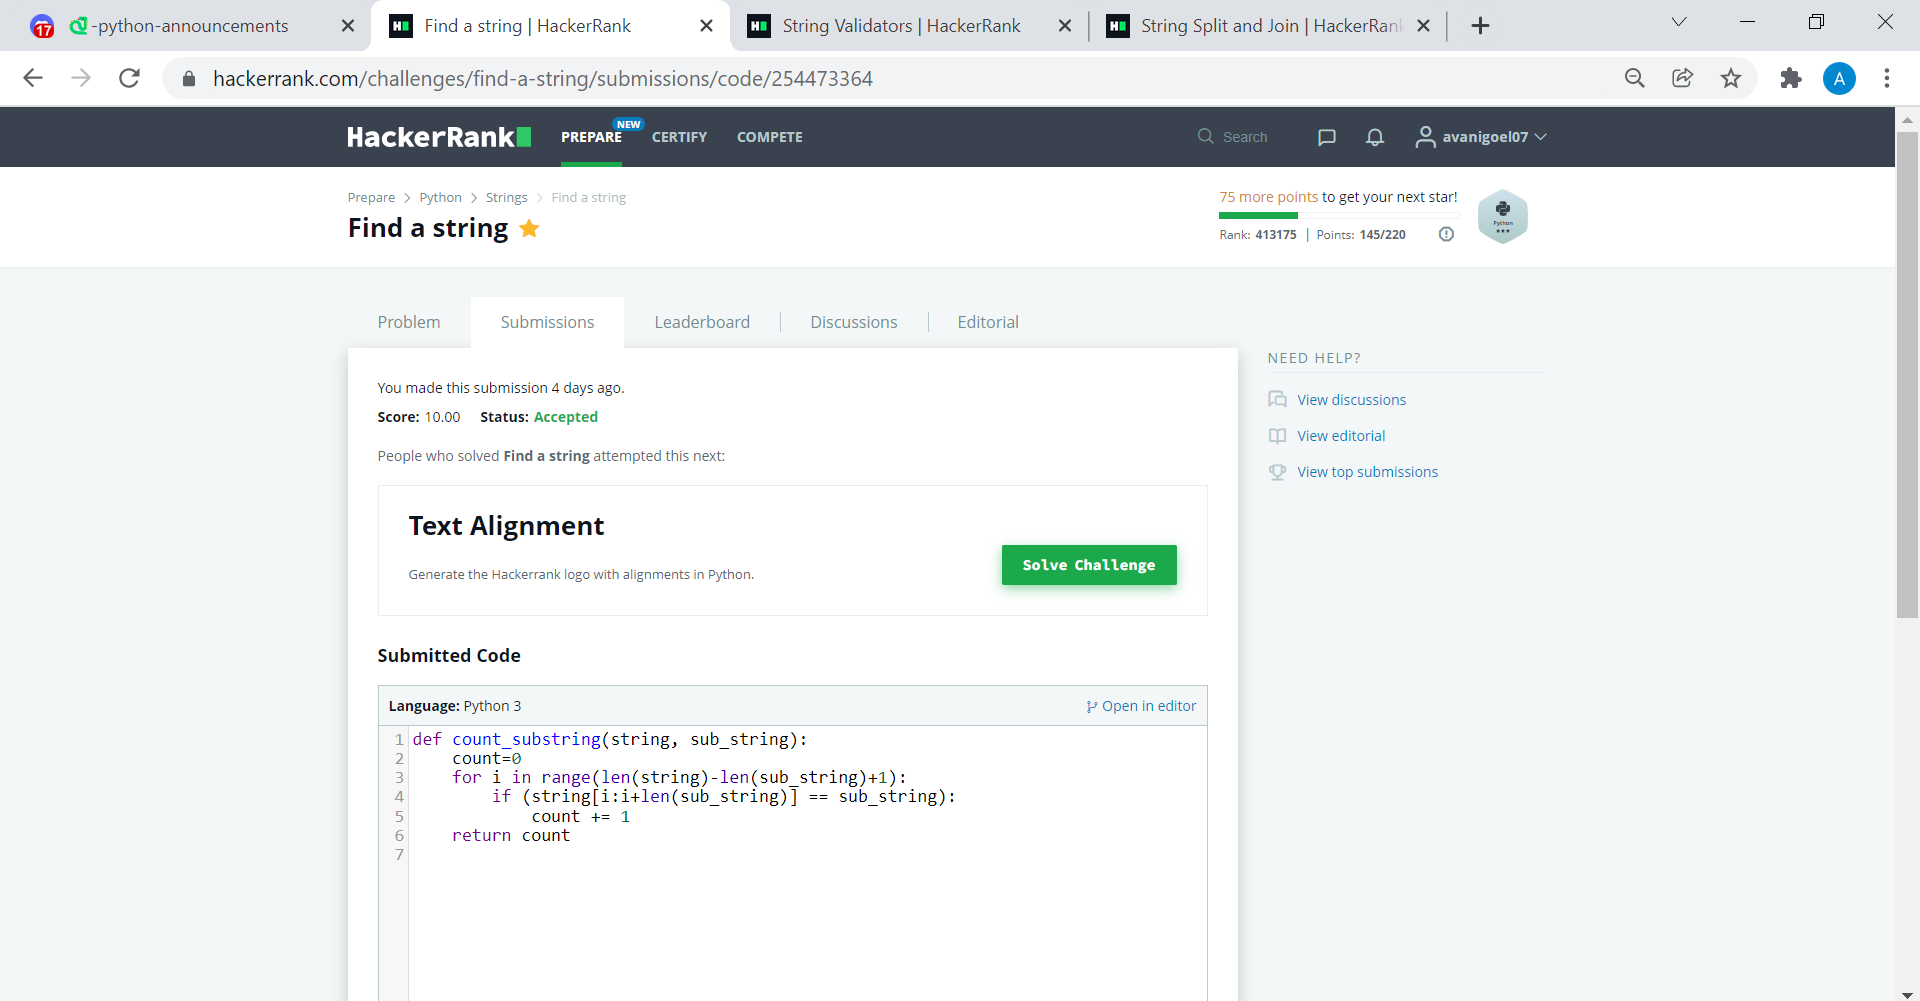 17 -python-announcements
Find a string | HackerRank
String Validators | HackerRank
String Split and Join | HackerRank
hackerrank.com/challenges/find-a-string/submissions/code/254473364
A
HackerRank
PREPARE NEW CERTIFY COMPETE
Search
avanigoel07
Prepare > Python > Strings > Find a string
Find a string
75 more points to get your next star!
Rank: 413175 | Points: 145/220
Python
Problem Submissions Leaderboard Discussions Editorial
You made this submission 4 days ago.
Score: 10.00 Status: Accepted
People who solved Find a string attempted this next:
Text Alignment
Generate the Hackerrank logo with alignments in Python.
Solve Challenge
Submitted Code
Language: Python 3
Open in editor
1 def count_substring(string, sub_string):
2     count=0
3     for i in range(len(string)-len(sub_string)+1):
4         if (string[i:i+len(sub_string)] == sub_string):
5             count += 1
6     return count
7
NEED HELP?
View discussions
View editorial
View top submissions